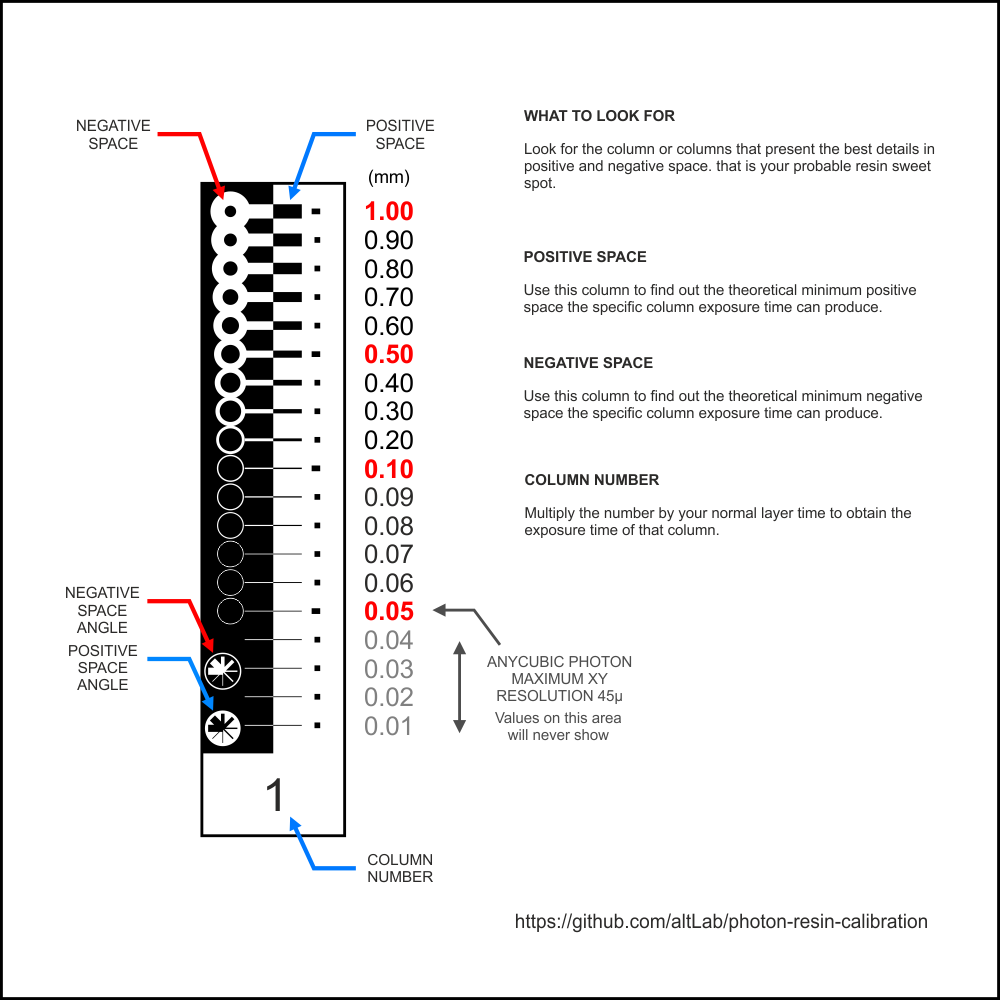 NEGATIVE
SPACE
POSITIVE
SPACE
(mm)
1.00
0.90
0.80
0.70
0.60
0.50
0.40
0.30
0.20
0.10
0.09
0.08
0.07
0.06
0.05
0.04
0.03
0.02
0.01
NEGATIVE
SPACE
ANGLE
POSITIVE
SPACE
ANGLE
1
COLUMN
NUMBER
WHAT TO LOOK FOR
Look for the column or columns that present the best details in
positive and negative space. that is your probable resin sweet
spot.
POSITIVE SPACE
Use this column to find out the theoretical minimum positive
space the specific column exposure time can produce.
NEGATIVE SPACE
Use this column to find out the theoretical minimum negative
space the specific column exposure time can produce.
COLUMN NUMBER
Multiply the number by your normal layer time to obtain the
exposure time of that column.
ANYCUBIC PHOTON
MAXIMUM XY
RESOLUTION 45µ
Values on this area
will never show
https://github.com/altLab/photon-resin-calibration